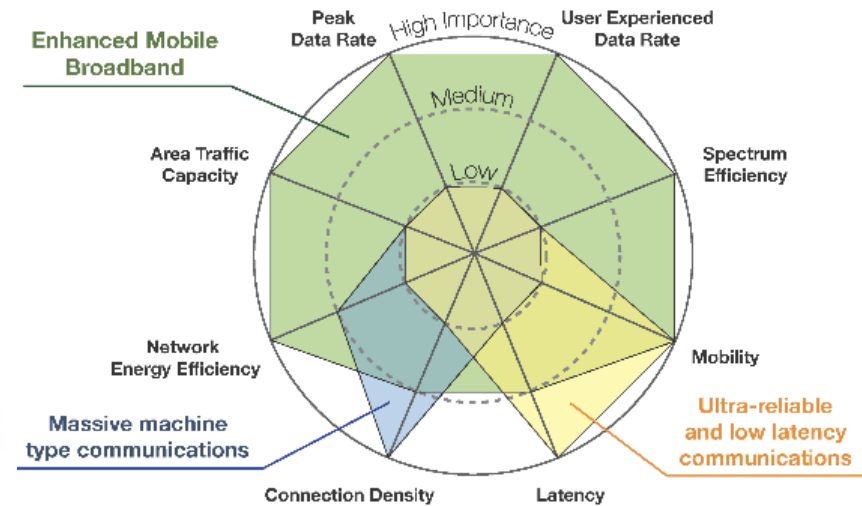 Peak
Data Rate
High Importance
User Experienced
Data Rate
Enhanced Mobile
Broadband
Medium
Area Traffic
Capacity
Low
Spectrum
Efficiency
Network
Energy Efficiency
Mobility
Massive machine
type communications
Ultra-reliable
and low latency
communications
Connection Density
Latency